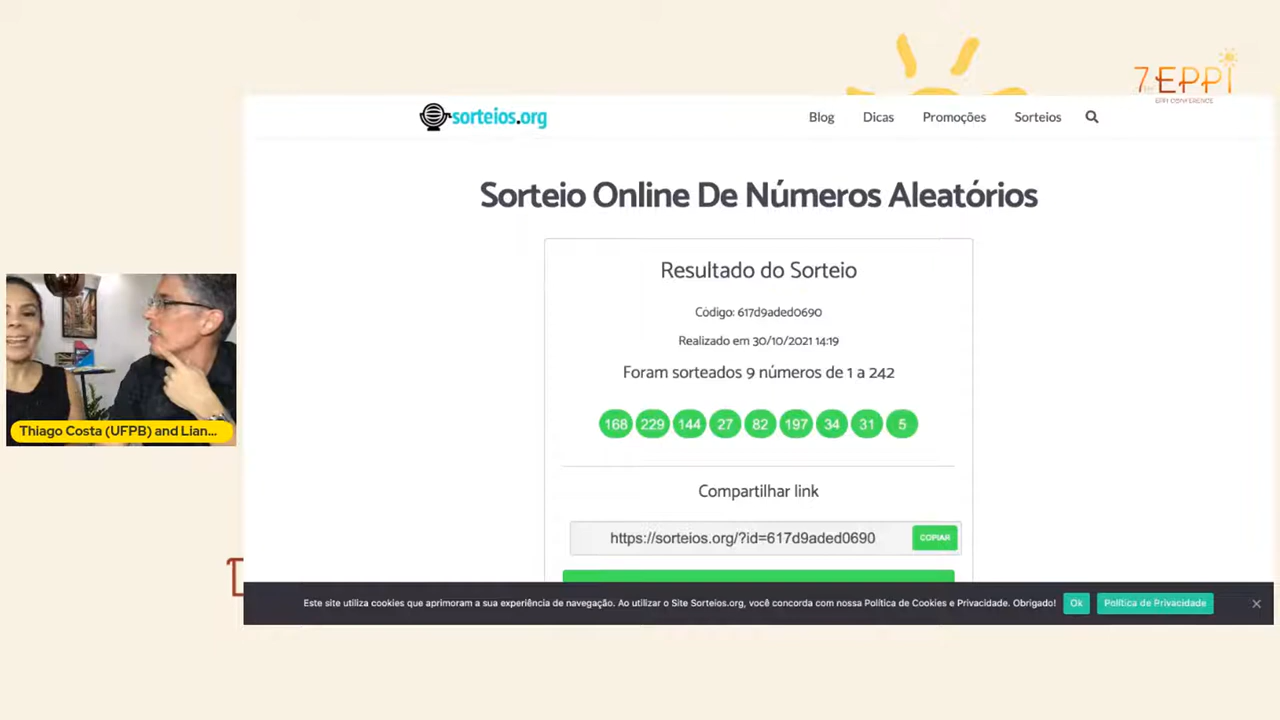 7 EPPI
EPPI CONFERENCE
sorteios.org
Blog Dicas Promoções Sorteios
Sorteio Online De Números Aleatórios
Resultado do Sorteio
Código: 617d9aded0690
Realizado em 30/10/2021 14:19
Foram sorteados 9 números de 1 a 242
168 229 144 27 82 197 34 31 5
Thiago Costa (UFPB) and Lian...
Compartilhar link
https://sorteios.org/?id=617d9aded0690 COPIAR
Este site utiliza cookies que aprimoram a sua experiência de navegação. Ao utilizar o Site Sorteios.org, você concorda com nossa Política de Cookies e Privacidade. Obrigado! Ok Política de Privacidade